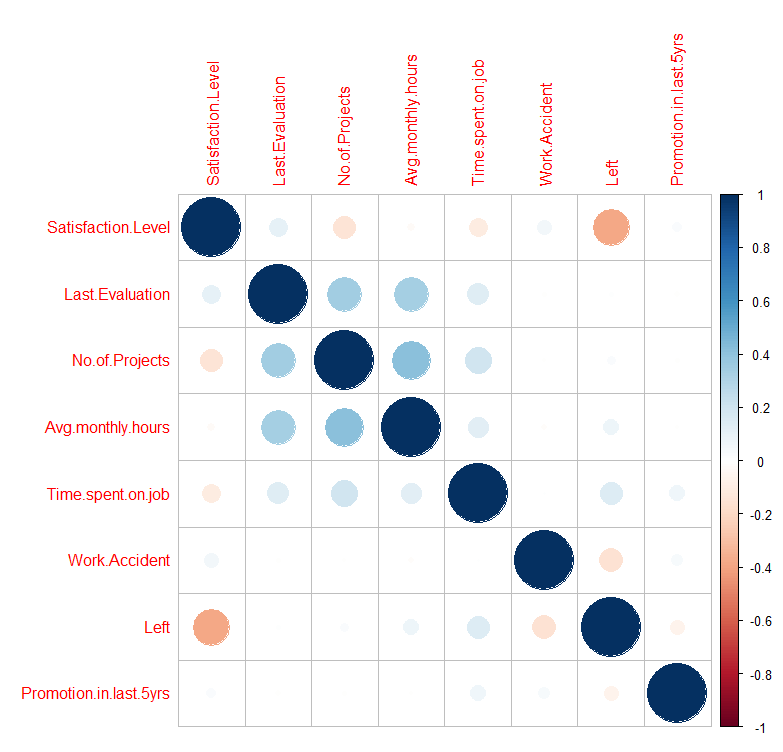 Satisfaction.Level
Last.Evaluation
No.of.Projects
Avg.monthly.hours
Time.spent.on.job
Work.Accident
Left
Promotion.in.last.5yrs
Satisfaction.Level
Last.Evaluation
No.of.Projects
Avg.monthly.hours
Time.spent.on.job
Work.Accident
Left
Promotion.in.last.5yrs
1
0.8
0.6
0.4
0.2
0
-0.2
-0.4
-0.6
-0.8
-1